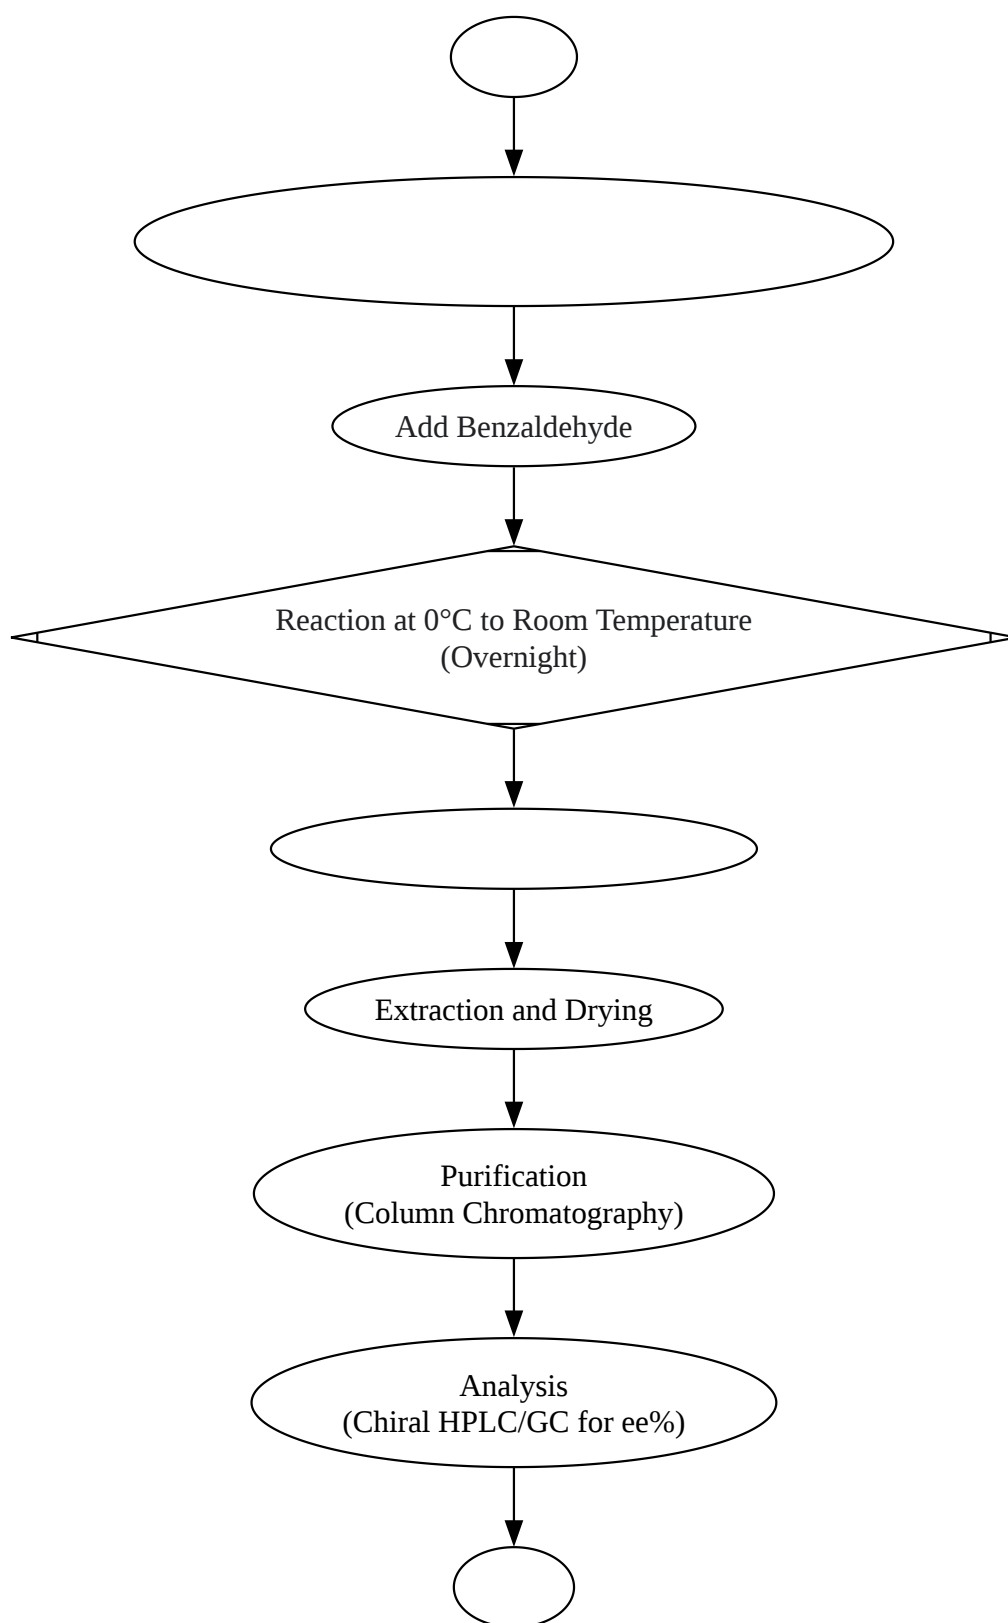 Add Benzaldehyde
Reaction at 0°C to Room Temperature
(Overnight)
Extraction and Drying
Purification
(Column Chromatography)
Analysis
(Chiral HPLC/GC for ee%)